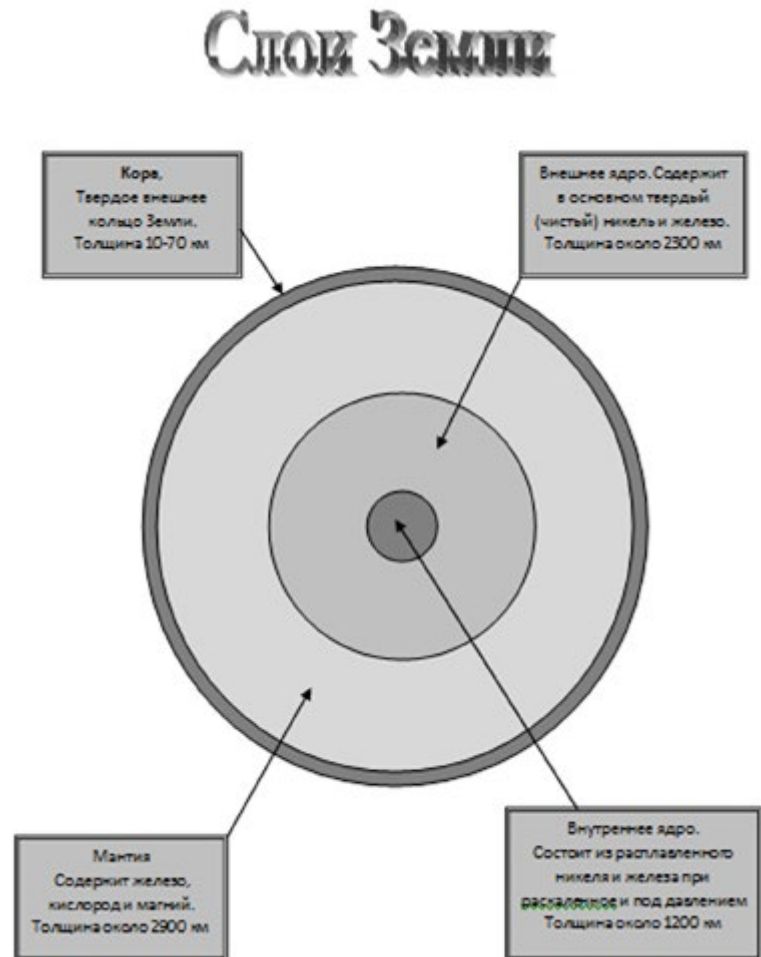 Слои Земли
Кора,
Твердое внешнее
кольцо Земли.
Толщина 10-70 км
Внешнее ядро. Содержит
в основном твердый
(чистый) никель и железо.
Толщина около 2300 км
Мантия
Содержит железо,
кислород и магний.
Толщина около 2900 км
Внутреннее ядро.
Состоит из расплавленного
никеля и железа при
раскаленное и под давлением
Толщина около 1200 км